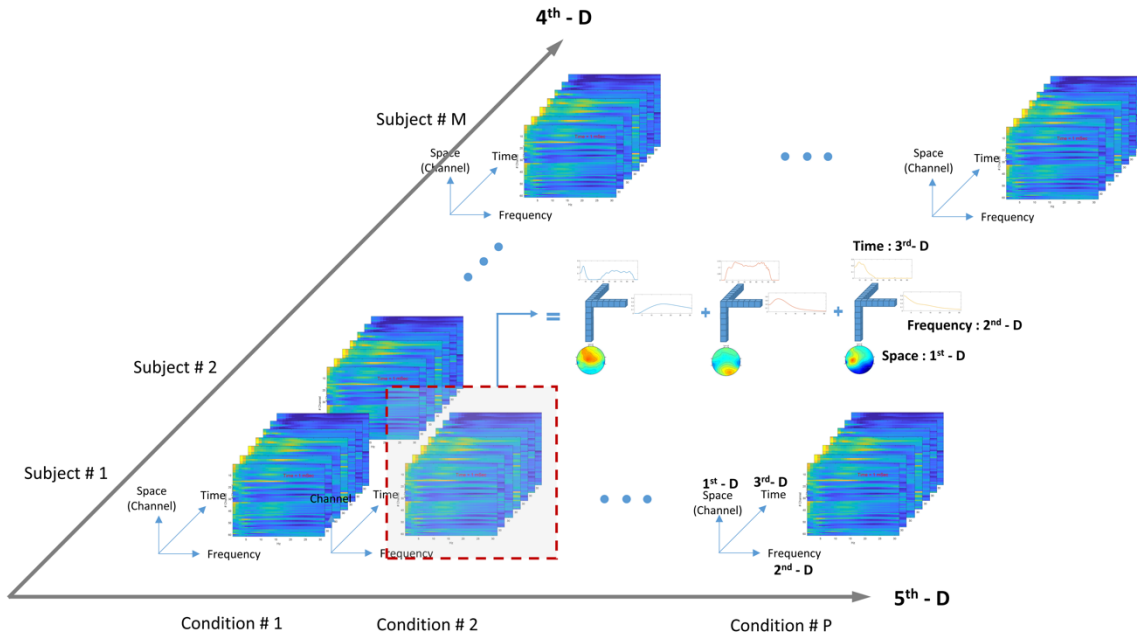 4th - D
Subject # M
Space
(Channel)
Time
Frequency
Space
(Channel)
Time
Frequency
Time : 3rd- D
=
+
+
Frequency : 2nd - D
Space : 1st - D
Subject # 2
Subject # 1
Space
(Channel)
Time
Frequency
Channel
Time
Frequency
1st - D
3rd- D
Space
(Channel)
Time
Frequency
2nd - D
5th - D
Condition # 1
Condition # 2
Condition # P